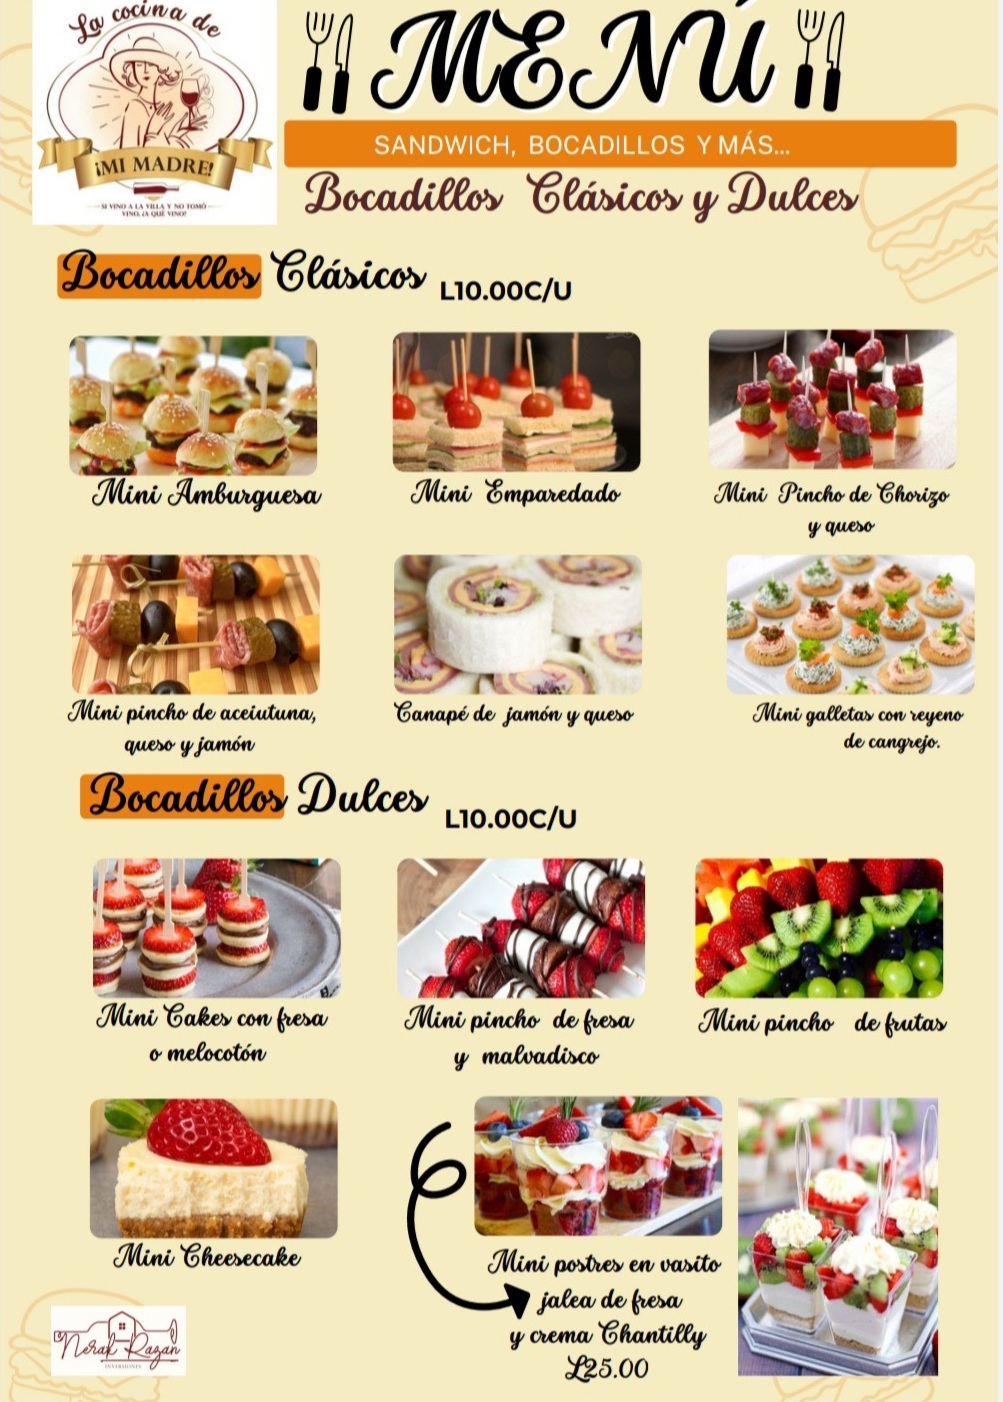 La cocina de
¡MI MADRE!
SI VINO A LA VILLA Y NO TOMÓ
VINO, ¡A QUÉ VINO?
MENÚ
SANDWICH, BOCADILLOS Y MÁS...
Bocadillos Clásicos y Dulces
Bocadillos Clásicos L10.00C/U
Mini Amburguesa
Mini Emparedado
Mini Pincho de Chorizo
y queso
Mini pincho de aceiutuna,
queso y jamón
Canapé de jamón y queso
Mini galletas con reyeno
de cangrejo.
Bocadillos Dulces L10.00C/U
Mini Cakes con fresa
o melocotón
Mini pincho de fresa
y malvadisco
Mini pincho de frutas
Mini Cheesecake
Mini postres en vasito
jalea de fresa
y crema Chantilly
L25.00
Nerak Razan
INVERSIONES